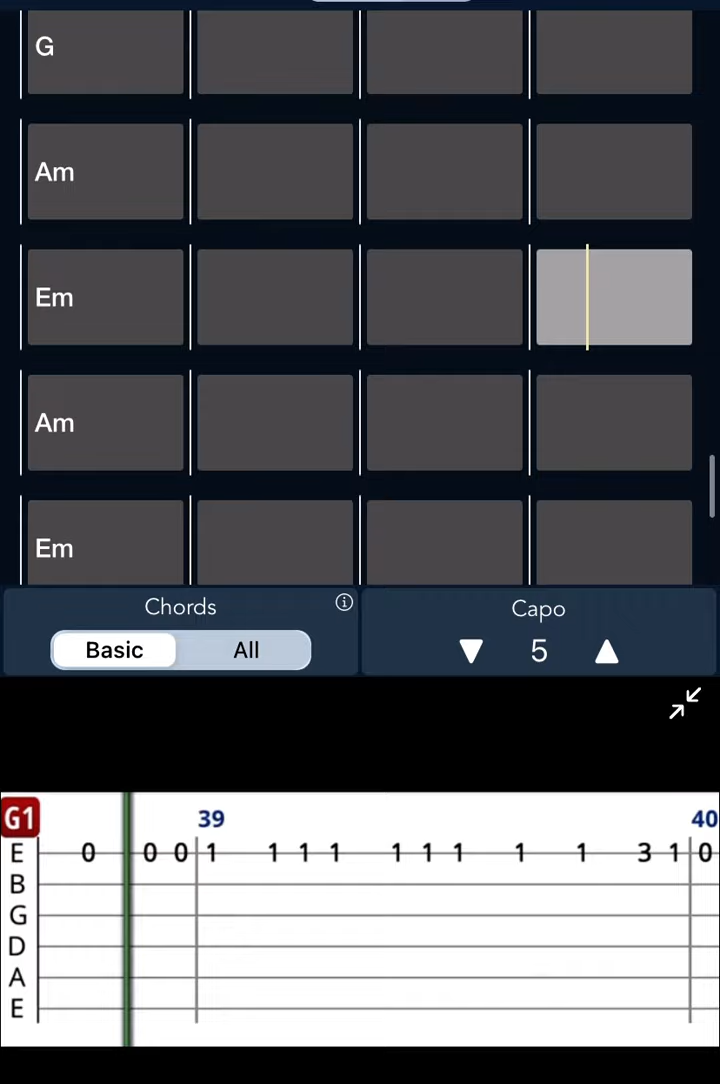 G
Am
Em
Am
Em
Chords
Basic All
Capo
5
G1 39 40
E 0 0 0 1 1 1 1 1 1 1 1 1 3 1 0
B
G
D
A
E